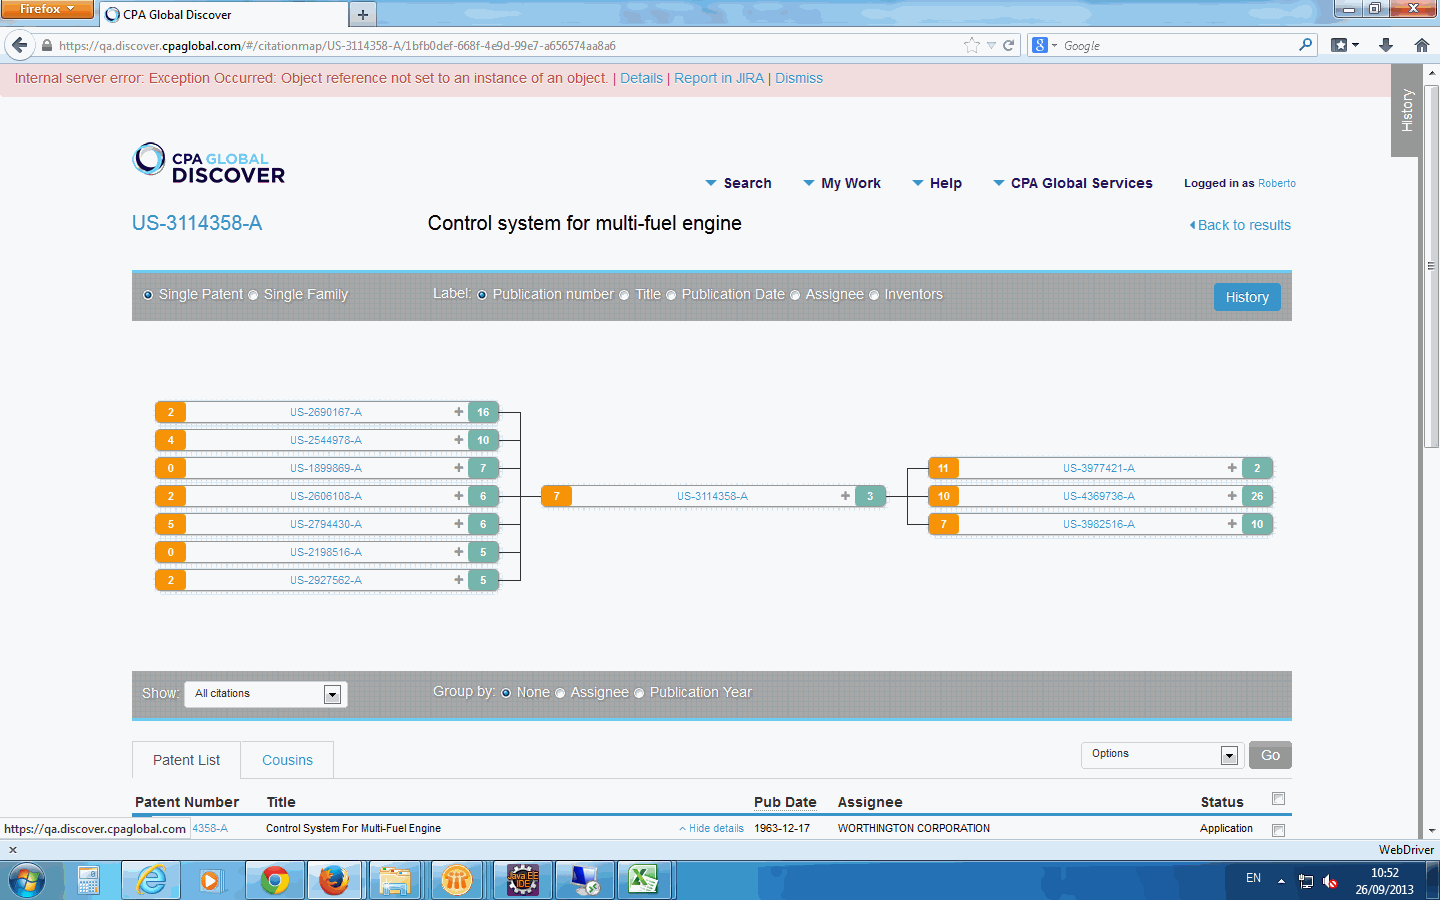 Firefox
CPA Global Discover
https://qa.discover.cpaglobal.com/#/citationmap/US-3114358-A/1bfb0def-668f-4e9d-99e7-a656574aa8a6
Google
Internal server error: Exception Occurred: Object reference not set to an instance of an object. | Details | Report in JIRA | Dismiss
History
CPA GLOBAL
DISCOVER
Search My Work Help CPA Global Services Logged in as Roberto
US-3114358-A Control system for multi-fuel engine Back to results
Single Patent Single Family Label: Publication number Title Publication Date Assignee Inventors History
2 US-2690167-A + 16
4 US-2544978-A + 10
0 US-1899869-A + 7
2 US-2606108-A + 6
5 US-2794430-A + 6
0 US-2198516-A + 5
2 US-2927562-A + 5
7 US-3114358-A + 3
11 US-3977421-A + 2
10 US-4369736-A + 26
7 US-3982516-A + 10
Show: All citations Group by: None Assignee Publication Year
Patent List Cousins Options Go
Patent Number Title Pub Date Assignee Status
4358-A Control System For Multi-Fuel Engine Hide details 1963-12-17 WORTHINGTON CORPORATION Application
https://qa.discover.cpaglobal.com
x WebDriver
Java EE
IDE
EN
10:52
26/09/2013